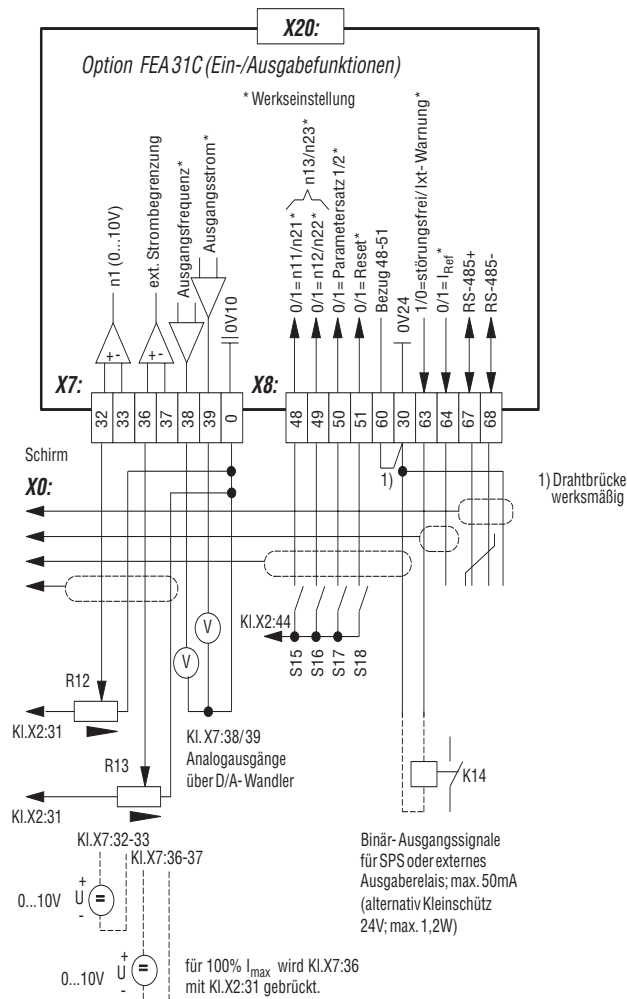 X20:
Option FEA 31C (Ein-/Ausgabefunktionen)
* Werkseinstellung
n1 (0...10V)
ext. Strombegrenzung
Ausgangsfrequenz*
Ausgangsstrom*
0V10
n13/n23*
0/1= n11/n21*
0/1= n12/n22*
0/1= Parametersatz 1/2*
0/1= Reset*
Bezug 48-51
0V24
1/0=störungsfrei/ Ixt- Warnung*
0/1= IRef*
RS-485+
RS-485-
+ -
+ -
X7:
X8:
32
33
36
37
38
39
0
48
49
50
51
60
30
63
64
67
68
Schirm
X0:
1)
1) Drahtbrücke
werksmäßig
Kl.X2:44
S15
S16
S17
S18
V
V
R12
Kl.X2:31
R13
Kl.X2:31
Kl. X7:38/39
Analogausgänge
über D/A- Wandler
K14
Kl.X7:32-33
Kl.X7:36-37
0...10V
U
+
-
=
0...10V
U
+
-
=
für 100% Imax wird Kl.X7:36
mit Kl.X2:31 gebrückt.
Binär- Ausgangssignale
für SPS oder externes
Ausgaberelais; max. 50mA
(alternativ Kleinschütz
24V; max. 1,2W)